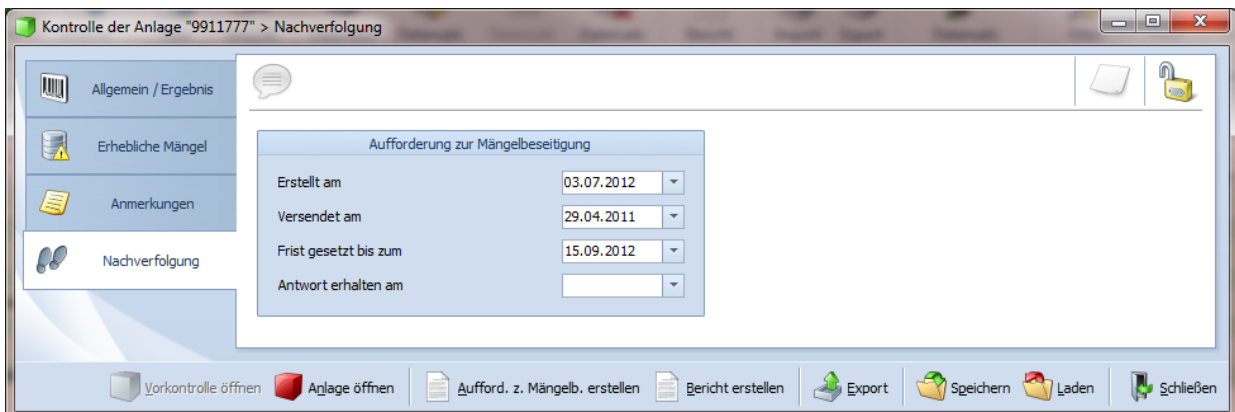 Kontrolle der Anlage "9911777" > Nachverfolgung
Allgemein / Ergebnis
Erhebliche Mängel
Anmerkungen
Nachverfolgung
Aufforderung zur Mängelbeseitigung
Erstellt am 03.07.2012
Versendet am 29.04.2011
Frist gesetzt bis zum 15.09.2012
Antwort erhalten am
Vorkontrolle öffnen Anlage öffnen Aufford. z. Mängelb. erstellen Bericht erstellen Export Speichern Laden Schließen